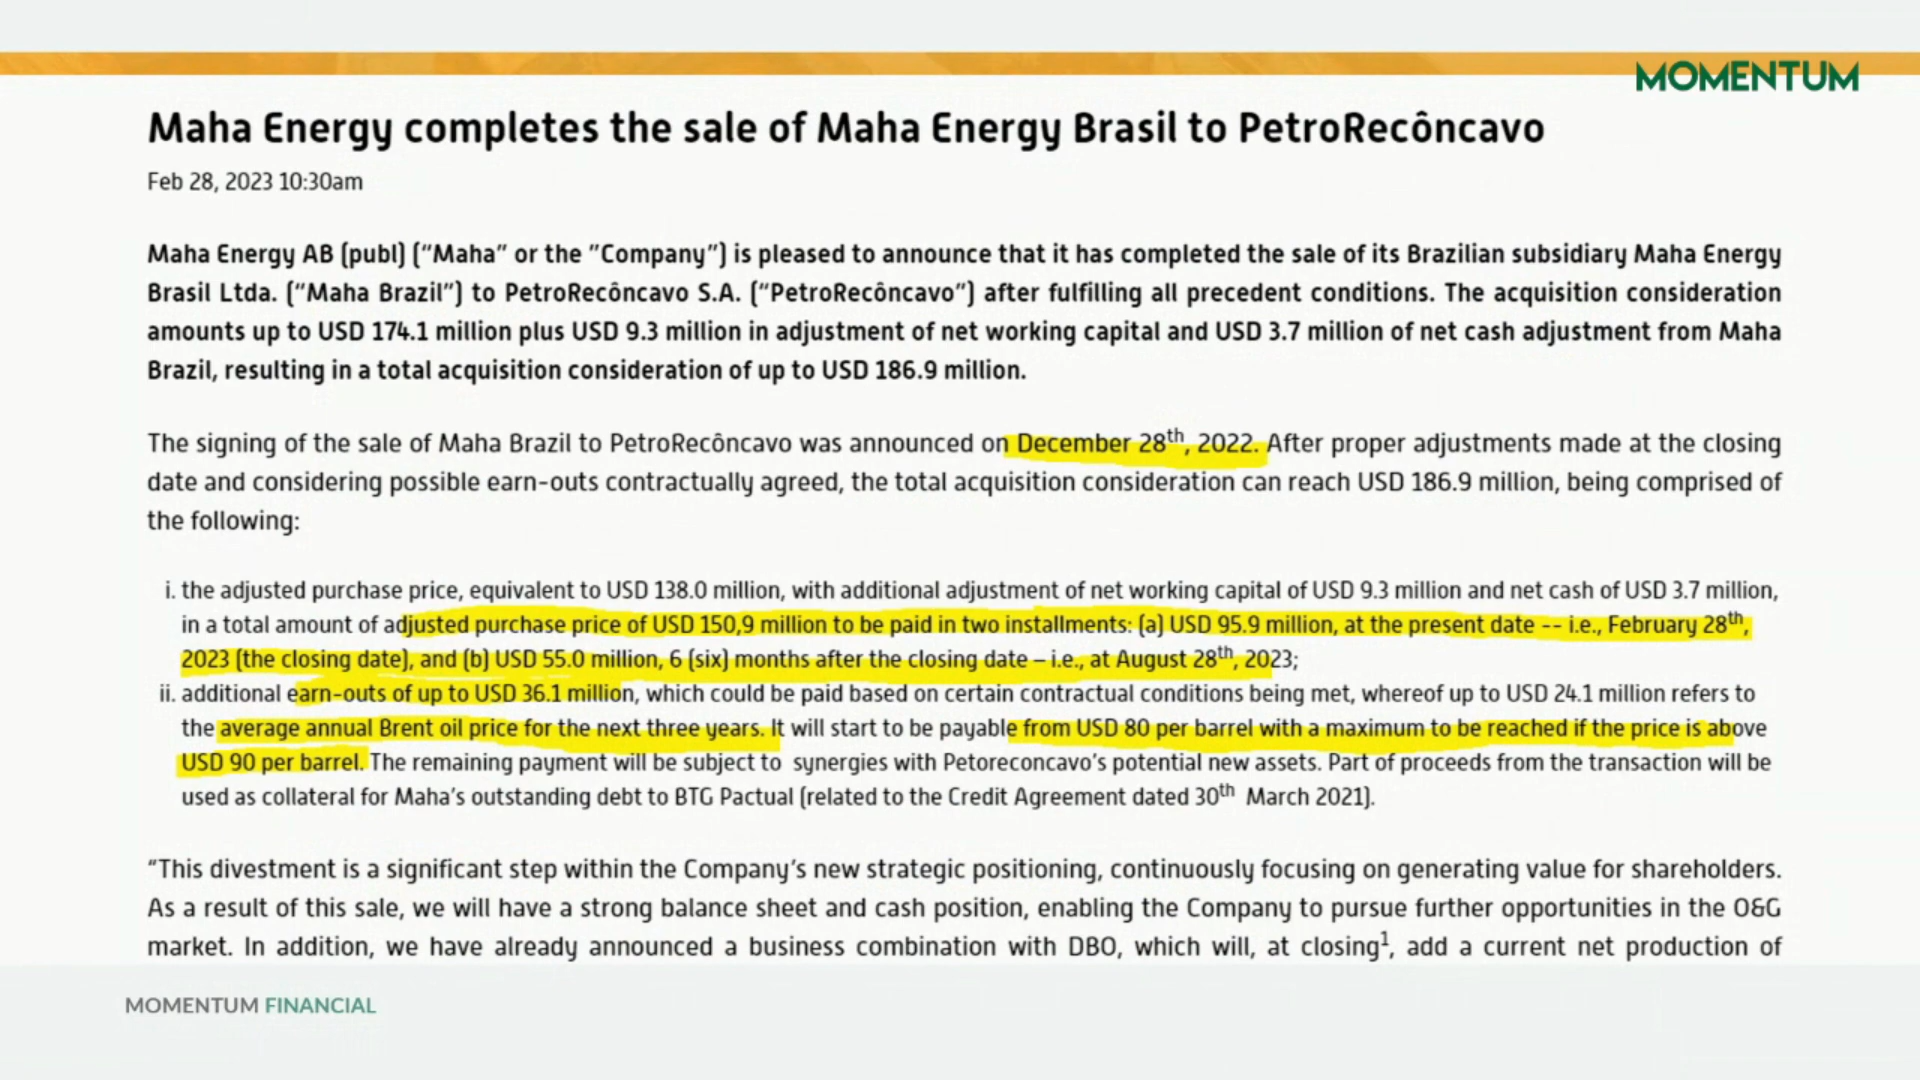 MOMENTUM
Maha Energy completes the sale of Maha Energy Brasil to PetroRecôncavo
Feb 28, 2023 10:30am
Maha Energy AB (publ) (“Maha” or the ”Company”) is pleased to announce that it has completed the sale of its Brazilian subsidiary Maha Energy
Brasil Ltda. (“Maha Brazil”) to PetroRecôncavo S.A. (“PetroRecôncavo”) after fulfilling all precedent conditions. The acquisition consideration
amounts up to USD 174.1 million plus USD 9.3 million in adjustment of net working capital and USD 3.7 million of net cash adjustment from Maha
Brazil, resulting in a total acquisition consideration of up to USD 186.9 million.
The signing of the sale of Maha Brazil to PetroRecôncavo was announced on December 28th, 2022. After proper adjustments made at the closing
date and considering possible earn-outs contractually agreed, the total acquisition consideration can reach USD 186.9 million, being comprised of
the following:
i. the adjusted purchase price, equivalent to USD 138.0 million, with additional adjustment of net working capital of USD 9.3 million and net cash of USD 3.7 million,
in a total amount of adjusted purchase price of USD 150,9 million to be paid in two installments: (a) USD 95.9 million, at the present date -- i.e., February 28th,
2023 (the closing date), and (b) USD 55.0 million, 6 (six) months after the closing date – i.e., at August 28th, 2023;
ii. additional earn-outs of up to USD 36.1 million, which could be paid based on certain contractual conditions being met, whereof up to USD 24.1 million refers to
the average annual Brent oil price for the next three years. It will start to be payable from USD 80 per barrel with a maximum to be reached if the price is above
USD 90 per barrel. The remaining payment will be subject to synergies with Petoreconcavo’s potential new assets. Part of proceeds from the transaction will be
used as collateral for Maha’s outstanding debt to BTG Pactual (related to the Credit Agreement dated 30th March 2021).
“This divestment is a significant step within the Company’s new strategic positioning, continuously focusing on generating value for shareholders.
As a result of this sale, we will have a strong balance sheet and cash position, enabling the Company to pursue further opportunities in the O&G
market. In addition, we have already announced a business combination with DBO, which will, at closing1, add a current net production of
MOMENTUM FINANCIAL